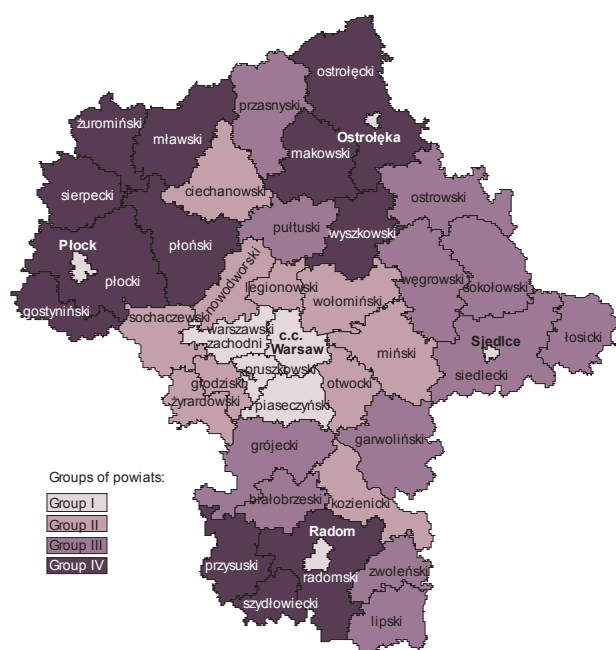 ostrołęcki
przasnyski
żuromiński
mławski
Ostrołęka
makowski
ciechanowski
sierpecki
ostrowski
pułtuski
wyszkowski
Płock
płoński
płocki
węgrowski
sokołowski
nowodworski
legionowski
wołomiński
gostyniński
sochaczewski
warszawski
zachodni
c.c.
Warsaw
Sjedlce
łosicki
miński
pruszkowski
siedlecki
grodziski
otwocki
żyrardowski
piaseczyński
grójecki
garwoliński
Groups of powiats:
Group I
Group II
Group III
Group IV
białobrzeski
kozienicki
Radom
przysuski
radomski
zwoleński
szydłowiecki
lipski